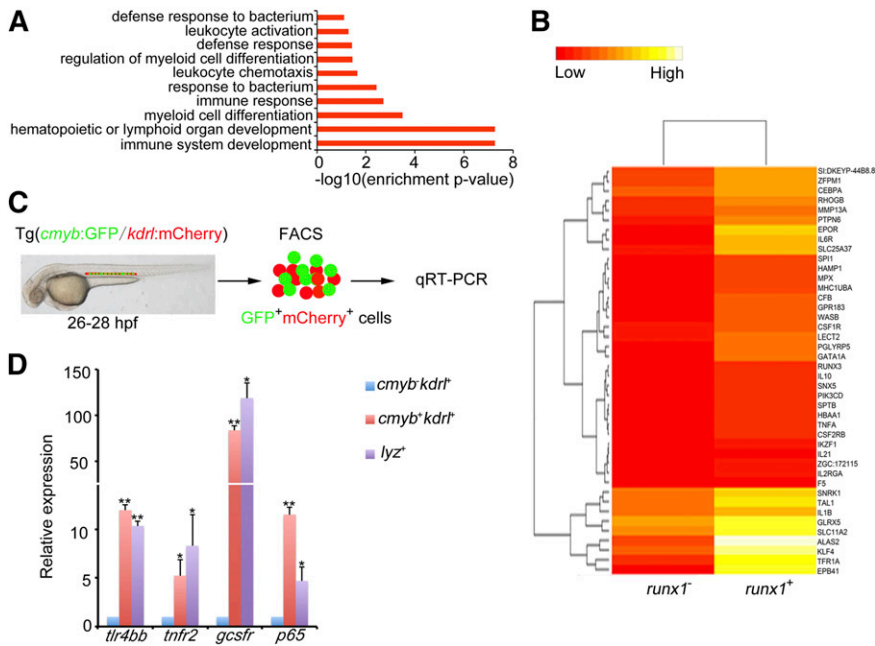 A
defense response to bacterium
leukocyte activation
defense response
regulation of myeloid cell differentiation
leukocyte chemotaxis
response to bacterium
immune response
myeloid cell differentiation
hematopoietic or lymphoid organ development
immune system development
0 2 4 6 8
-log10(enrichment p-value)
B
Low High
SI:DKEYP-44B8.8
ZFPM1
CEBPA
RHOGB
MMP13A
PTPN6
EPOR
IL6R
SLC25A37
SPI1
HAMP1
MPX
MHC1UBA
CFB
GPR183
WASB
CSF1R
LECT2
PGLYRP5
GATA1A
RUNX3
IL10
SNX5
PIK3CD
SPTB
HBAA1
TNFA
CSF2RB
IKZF1
IL21
ZGC:172115
IL2RGA
F5
SNRK1
TAL1
IL1B
GLRX5
SLC11A2
ALAS2
KLF4
TFR1A
EPB41
runx1⁻ runx1⁺
C
Tg(cmyb:GFP/kdrl:mCherry)
26-28 hpf
FACS
GFP⁺mCherry⁺ cells
qRT-PCR
D
Relative expression
150
100
50
10
5
0
** ** * * ** * ** *
tlr4bb tnfr2 gcsfr p65
cmyb⁻kdrl⁺
cmyb⁺kdrl⁺
lyz⁺